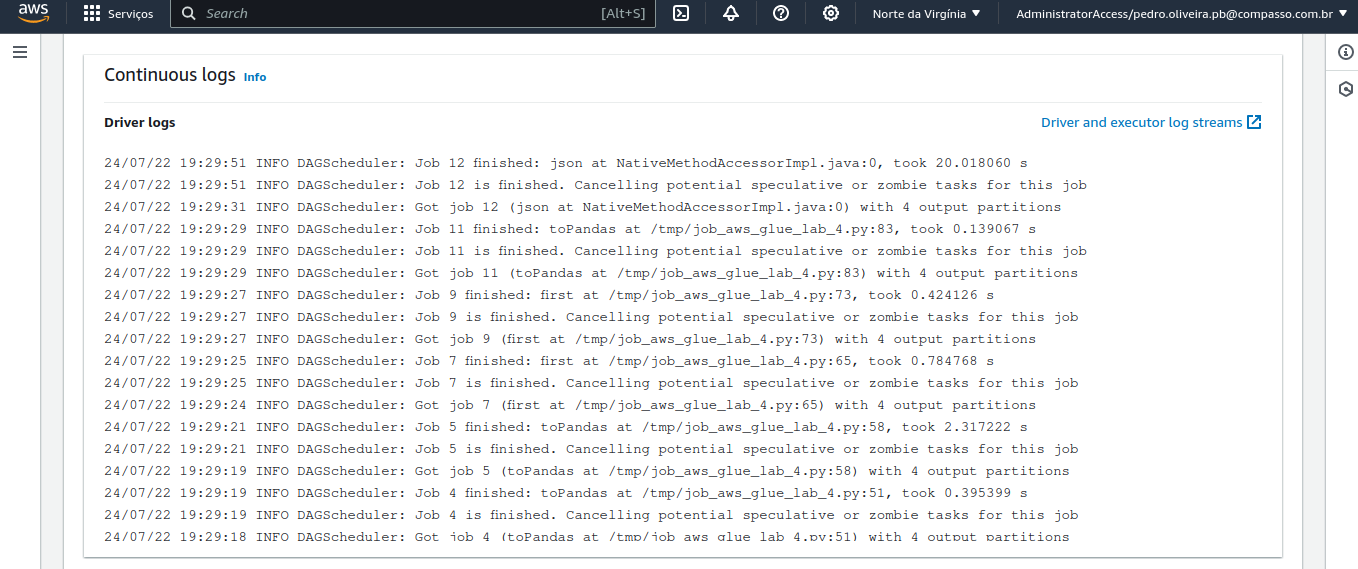 aws
Serviços
Search
[Alt+S]
Norte da Virgínia
AdministratorAccess/pedro.oliveira.pb@compasso.com.br
Continuous logs Info
Driver logs
Driver and executor log streams
24/07/22 19:29:51 INFO DAGScheduler: Job 12 finished: json at NativeMethodAccessorImpl.java:0, took 20.018060 s
24/07/22 19:29:51 INFO DAGScheduler: Job 12 is finished. Cancelling potential speculative or zombie tasks for this job
24/07/22 19:29:31 INFO DAGScheduler: Got job 12 (json at NativeMethodAccessorImpl.java:0) with 4 output partitions
24/07/22 19:29:29 INFO DAGScheduler: Job 11 finished: toPandas at /tmp/job_aws_glue_lab_4.py:83, took 0.139067 s
24/07/22 19:29:29 INFO DAGScheduler: Job 11 is finished. Cancelling potential speculative or zombie tasks for this job
24/07/22 19:29:29 INFO DAGScheduler: Got job 11 (toPandas at /tmp/job_aws_glue_lab_4.py:83) with 4 output partitions
24/07/22 19:29:27 INFO DAGScheduler: Job 9 finished: first at /tmp/job_aws_glue_lab_4.py:73, took 0.424126 s
24/07/22 19:29:27 INFO DAGScheduler: Job 9 is finished. Cancelling potential speculative or zombie tasks for this job
24/07/22 19:29:27 INFO DAGScheduler: Got job 9 (first at /tmp/job_aws_glue_lab_4.py:73) with 4 output partitions
24/07/22 19:29:25 INFO DAGScheduler: Job 7 finished: first at /tmp/job_aws_glue_lab_4.py:65, took 0.784768 s
24/07/22 19:29:25 INFO DAGScheduler: Job 7 is finished. Cancelling potential speculative or zombie tasks for this job
24/07/22 19:29:24 INFO DAGScheduler: Got job 7 (first at /tmp/job_aws_glue_lab_4.py:65) with 4 output partitions
24/07/22 19:29:21 INFO DAGScheduler: Job 5 finished: toPandas at /tmp/job_aws_glue_lab_4.py:58, took 2.317222 s
24/07/22 19:29:21 INFO DAGScheduler: Job 5 is finished. Cancelling potential speculative or zombie tasks for this job
24/07/22 19:29:19 INFO DAGScheduler: Got job 5 (toPandas at /tmp/job_aws_glue_lab_4.py:58) with 4 output partitions
24/07/22 19:29:19 INFO DAGScheduler: Job 4 finished: toPandas at /tmp/job_aws_glue_lab_4.py:51, took 0.395399 s
24/07/22 19:29:19 INFO DAGScheduler: Job 4 is finished. Cancelling potential speculative or zombie tasks for this job
24/07/22 19:29:18 INFO DAGScheduler: Got job 4 (toPandas at /tmp/job_aws_glue_lab_4.py:51) with 4 output partitions